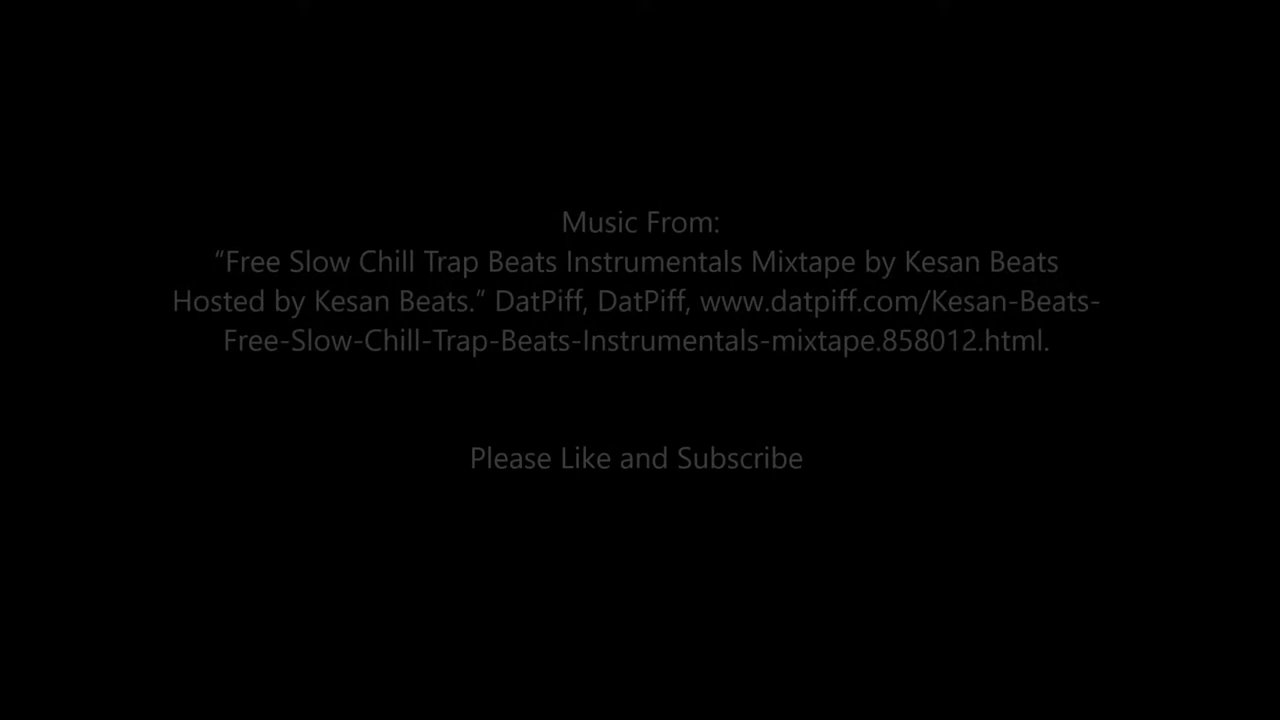 Music From:
“Free Slow Chill Trap Beats Instrumentals Mixtape by Kesan Beats
Hosted by Kesan Beats.” DatPiff, DatPiff, www.datpiff.com/Kesan-Beats-
Free-Slow-Chill-Trap-Beats-Instrumentals-mixtape.858012.html.
Please Like and Subscribe